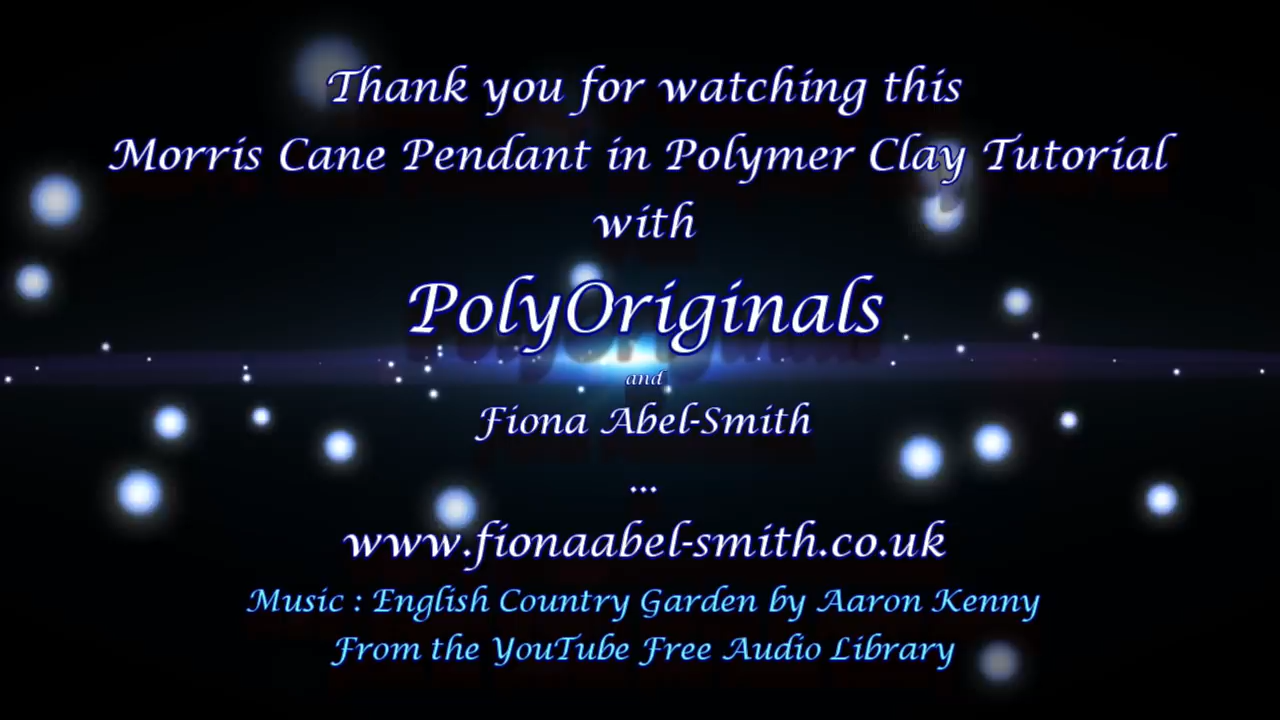 Thank you for watching this
Morris Cane Pendant in Polymer Clay Tutorial
with
PolyOriginals
and
Fiona Abel-Smith
...
www.fionaabel-smith.co.uk
Music : English Country Garden by Aaron Kenny
From the YouTube Free Audio Library